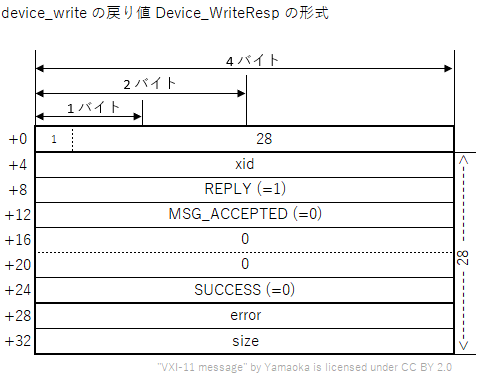 device_write の戻り値 Device_WriteResp の形式
4 バイト
2 バイト
1 バイト
+0 1 28
+4 xid
+8 REPLY (=1)
+12 MSG_ACCEPTED (=0)
+16 0
+20 0
+24 SUCCESS (=0)
+28 error
+32 size
28
"VXI-11 message" by Yamaoka is licensed under CC BY 2.0